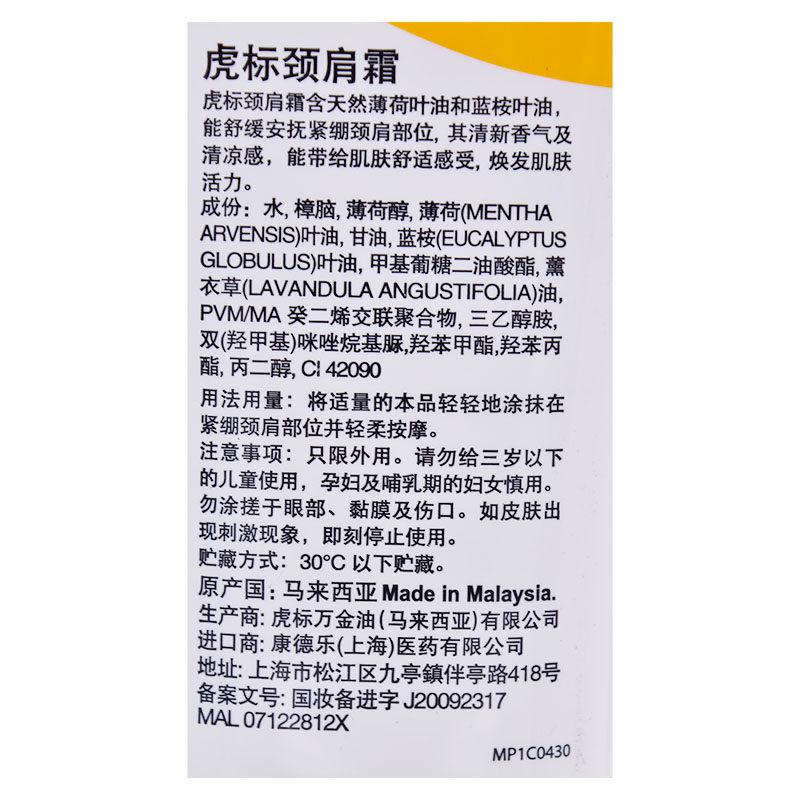 虎标颈肩霜
虎标颈肩霜含天然薄荷叶油和蓝桉叶油，
能舒缓安抚紧绷颈肩部位, 其清新香气及
清凉感，能带给肌肤舒适感受, 焕发肌肤
活力。
成份：水, 樟脑, 薄荷醇, 薄荷(MENTHA
ARVENSIS)叶油, 甘油, 蓝桉(EUCALYPTUS
GLOBULUS)叶油, 甲基葡糖二油酸酯, 薰
衣草(LAVANDULA ANGUSTIFOLIA)油,
PVM/MA 癸二烯交联聚合物, 三乙醇胺,
双(羟甲基)咪唑烷基脲,羟苯甲酯,羟苯丙
酯, 丙二醇, CI 42090
用法用量：将适量的本品轻轻地涂抹在
紧绷颈肩部位并轻柔按摩。
注意事项：只限外用。请勿给三岁以下
的儿童使用，孕妇及哺乳期的妇女慎用。
勿涂搓于眼部、黏膜及伤口。如皮肤出
现刺激现象，即刻停止使用。
贮藏方式：30°C 以下贮藏。
原产国：马来西亚 Made in Malaysia.
生产商: 虎标万金油(马来西亚)有限公司
进口商: 康德乐(上海)医药有限公司
地址: 上海市松江区九亭鎮伴亭路418号
备案文号: 国妆备进字 J20092317
MAL 07122812X
MP1C0430